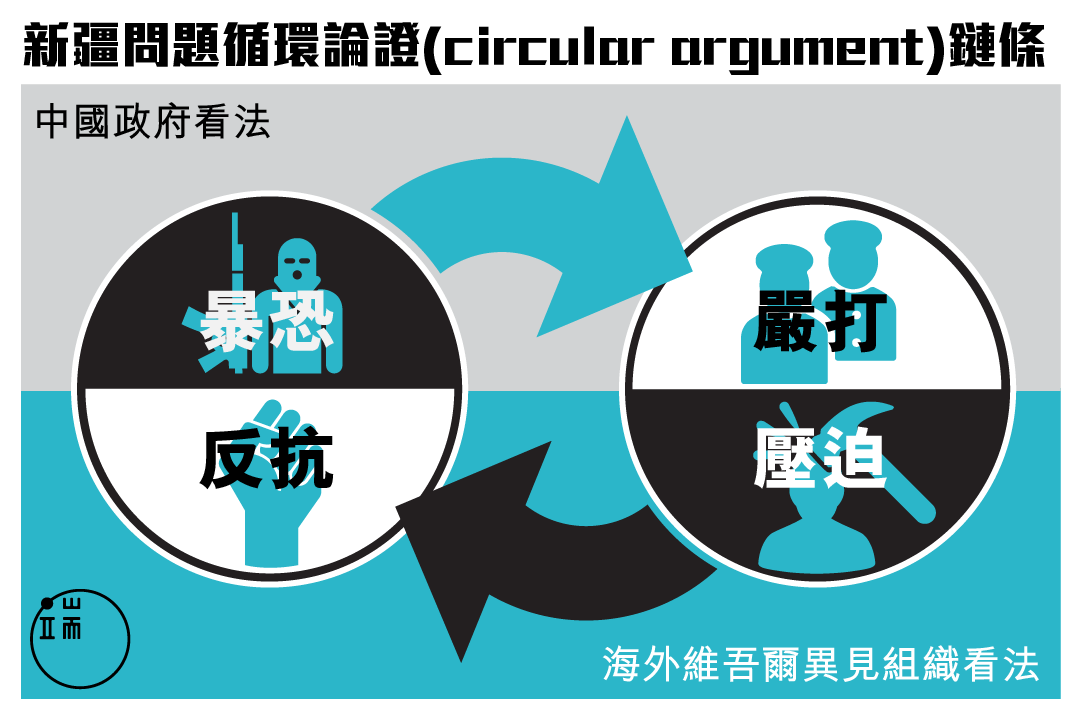 新疆問題循環論證(circular argument)鏈條
中國政府看法
暴恐
嚴打
反抗
壓迫
端
海外維吾爾異見組織看法